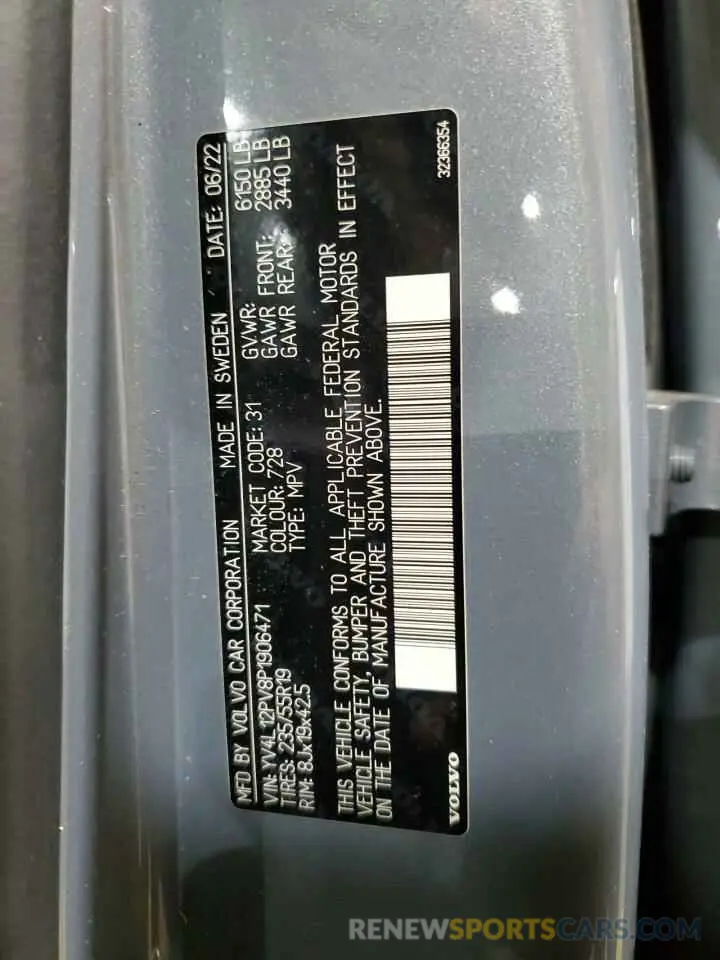 MFD BY VOLVO CAR CORPORATION MADE IN SWEDEN DATE: 06/22
VIN: YV4L12PV8P1906471 MARKET CODE: 31 GVWR: 6150 LB
TIRES: 235/55R19 COLOUR: 728 GAWR FRONT: 2885 LB
RIM: 8Jx19x42.5 TYPE: MPV GAWR REAR: 3440 LB
THIS VEHICLE CONFORMS TO ALL APPLICABLE FEDERAL MOTOR
VEHICLE SAFETY, BUMPER AND THEFT PREVENTION STANDARDS IN EFFECT
ON THE DATE OF MANUFACTURE SHOWN ABOVE.
VOLVO 32366354
RENEWSPORTSCARS.COM